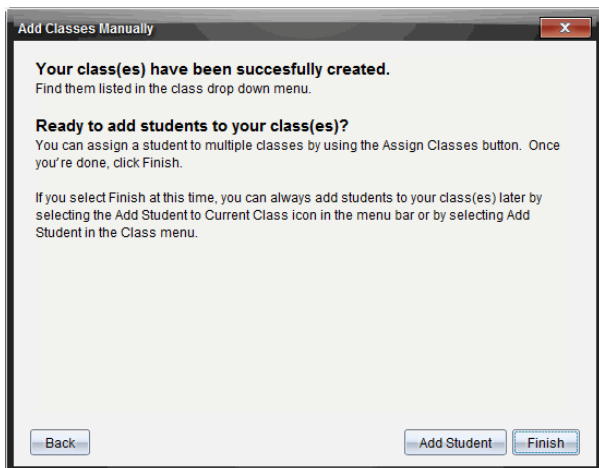 Add Classes Manually
Your class(es) have been succesfully created.
Find them listed in the class drop down menu.
Ready to add students to your class(es)?
You can assign a student to multiple classes by using the Assign Classes button. Once
you're done, click Finish.
If you select Finish at this time, you can always add students to your class(es) later by
selecting the Add Student to Current Class icon in the menu bar or by selecting Add
Student in the Class menu.
Back Add Student Finish